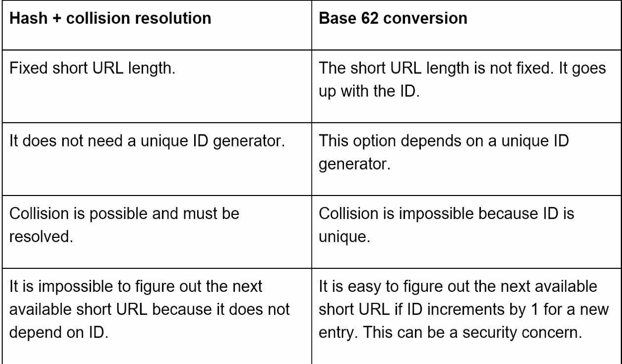 Hash + collision resolution
Base 62 conversion
Fixed short URL length.
The short URL length is not fixed. It goes
up with the ID.
It does not need a unique ID generator.
This option depends on a unique ID
generator.
Collision is possible and must be
resolved.
Collision is impossible because ID is
unique.
It is impossible to figure out the next
available short URL because it does not
depend on ID.
It is easy to figure out the next available
short URL if ID increments by 1 for a new
entry. This can be a security concern.